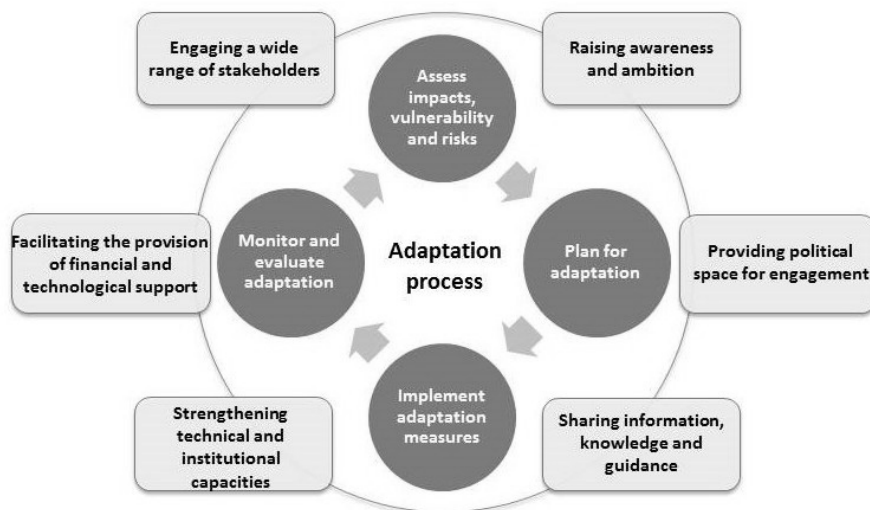 Engaging a wide
range of stakeholders
Raising awareness
and ambition
Assess
impacts,
vulnerability
and risks
Facilitating the provision
of financial and
technological support
Monitor and
evaluate
adaptation
Adaptation
process
Plan for
adaptation
Providing political
space for engagement
Implement
adaptation
measures
Strengthening
technical and
institutional
capacities
Sharing information,
knowledge and
guidance